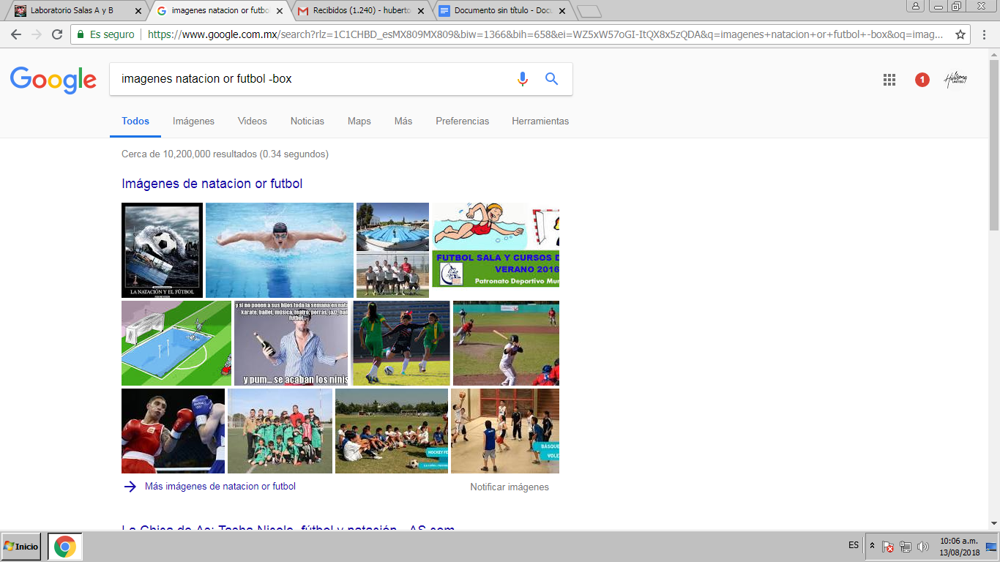 Laboratorio Salas A y B
imagenes natacion or futbo
Recibidos (1.240) - huberto
Documento sin título - Docu
Es seguro
https://www.google.com.mx/search?rlz=1C1CHBD_esMX809MX809&biw=1366&bih=658&ei=WZ5xW57oGI-ItQX8x5zQDA&q=imagenes+natacion+or+futbol+-box&oq=imag...
Google
imagenes natacion or futbol -box
1
Hillsong
UNITED
Todos Imágenes Videos Noticias Maps Más Preferencias Herramientas
Cerca de 10,200,000 resultados (0.34 segundos)
Imágenes de natacion or futbol
LA NATACIÓN Y EL FÚTBOL
FUTBOL SALA Y CURSOS D
VERANO 2016
Patronato Deportivo Mun
y si no ponen a sus hijos toda la semana en nata
karate, ballet, música, teatro, porras, jazz, bai
futbol...
y pum... se acaban los ninis
HOCKEY FE
BÁSQUE
VOLE
Más imágenes de natacion or futbol
Notificar imágenes
La Chica de As: Tasha Nicole, fútbol y natación - AS.com
Inicio
ES
10:06 a.m.
13/08/2018